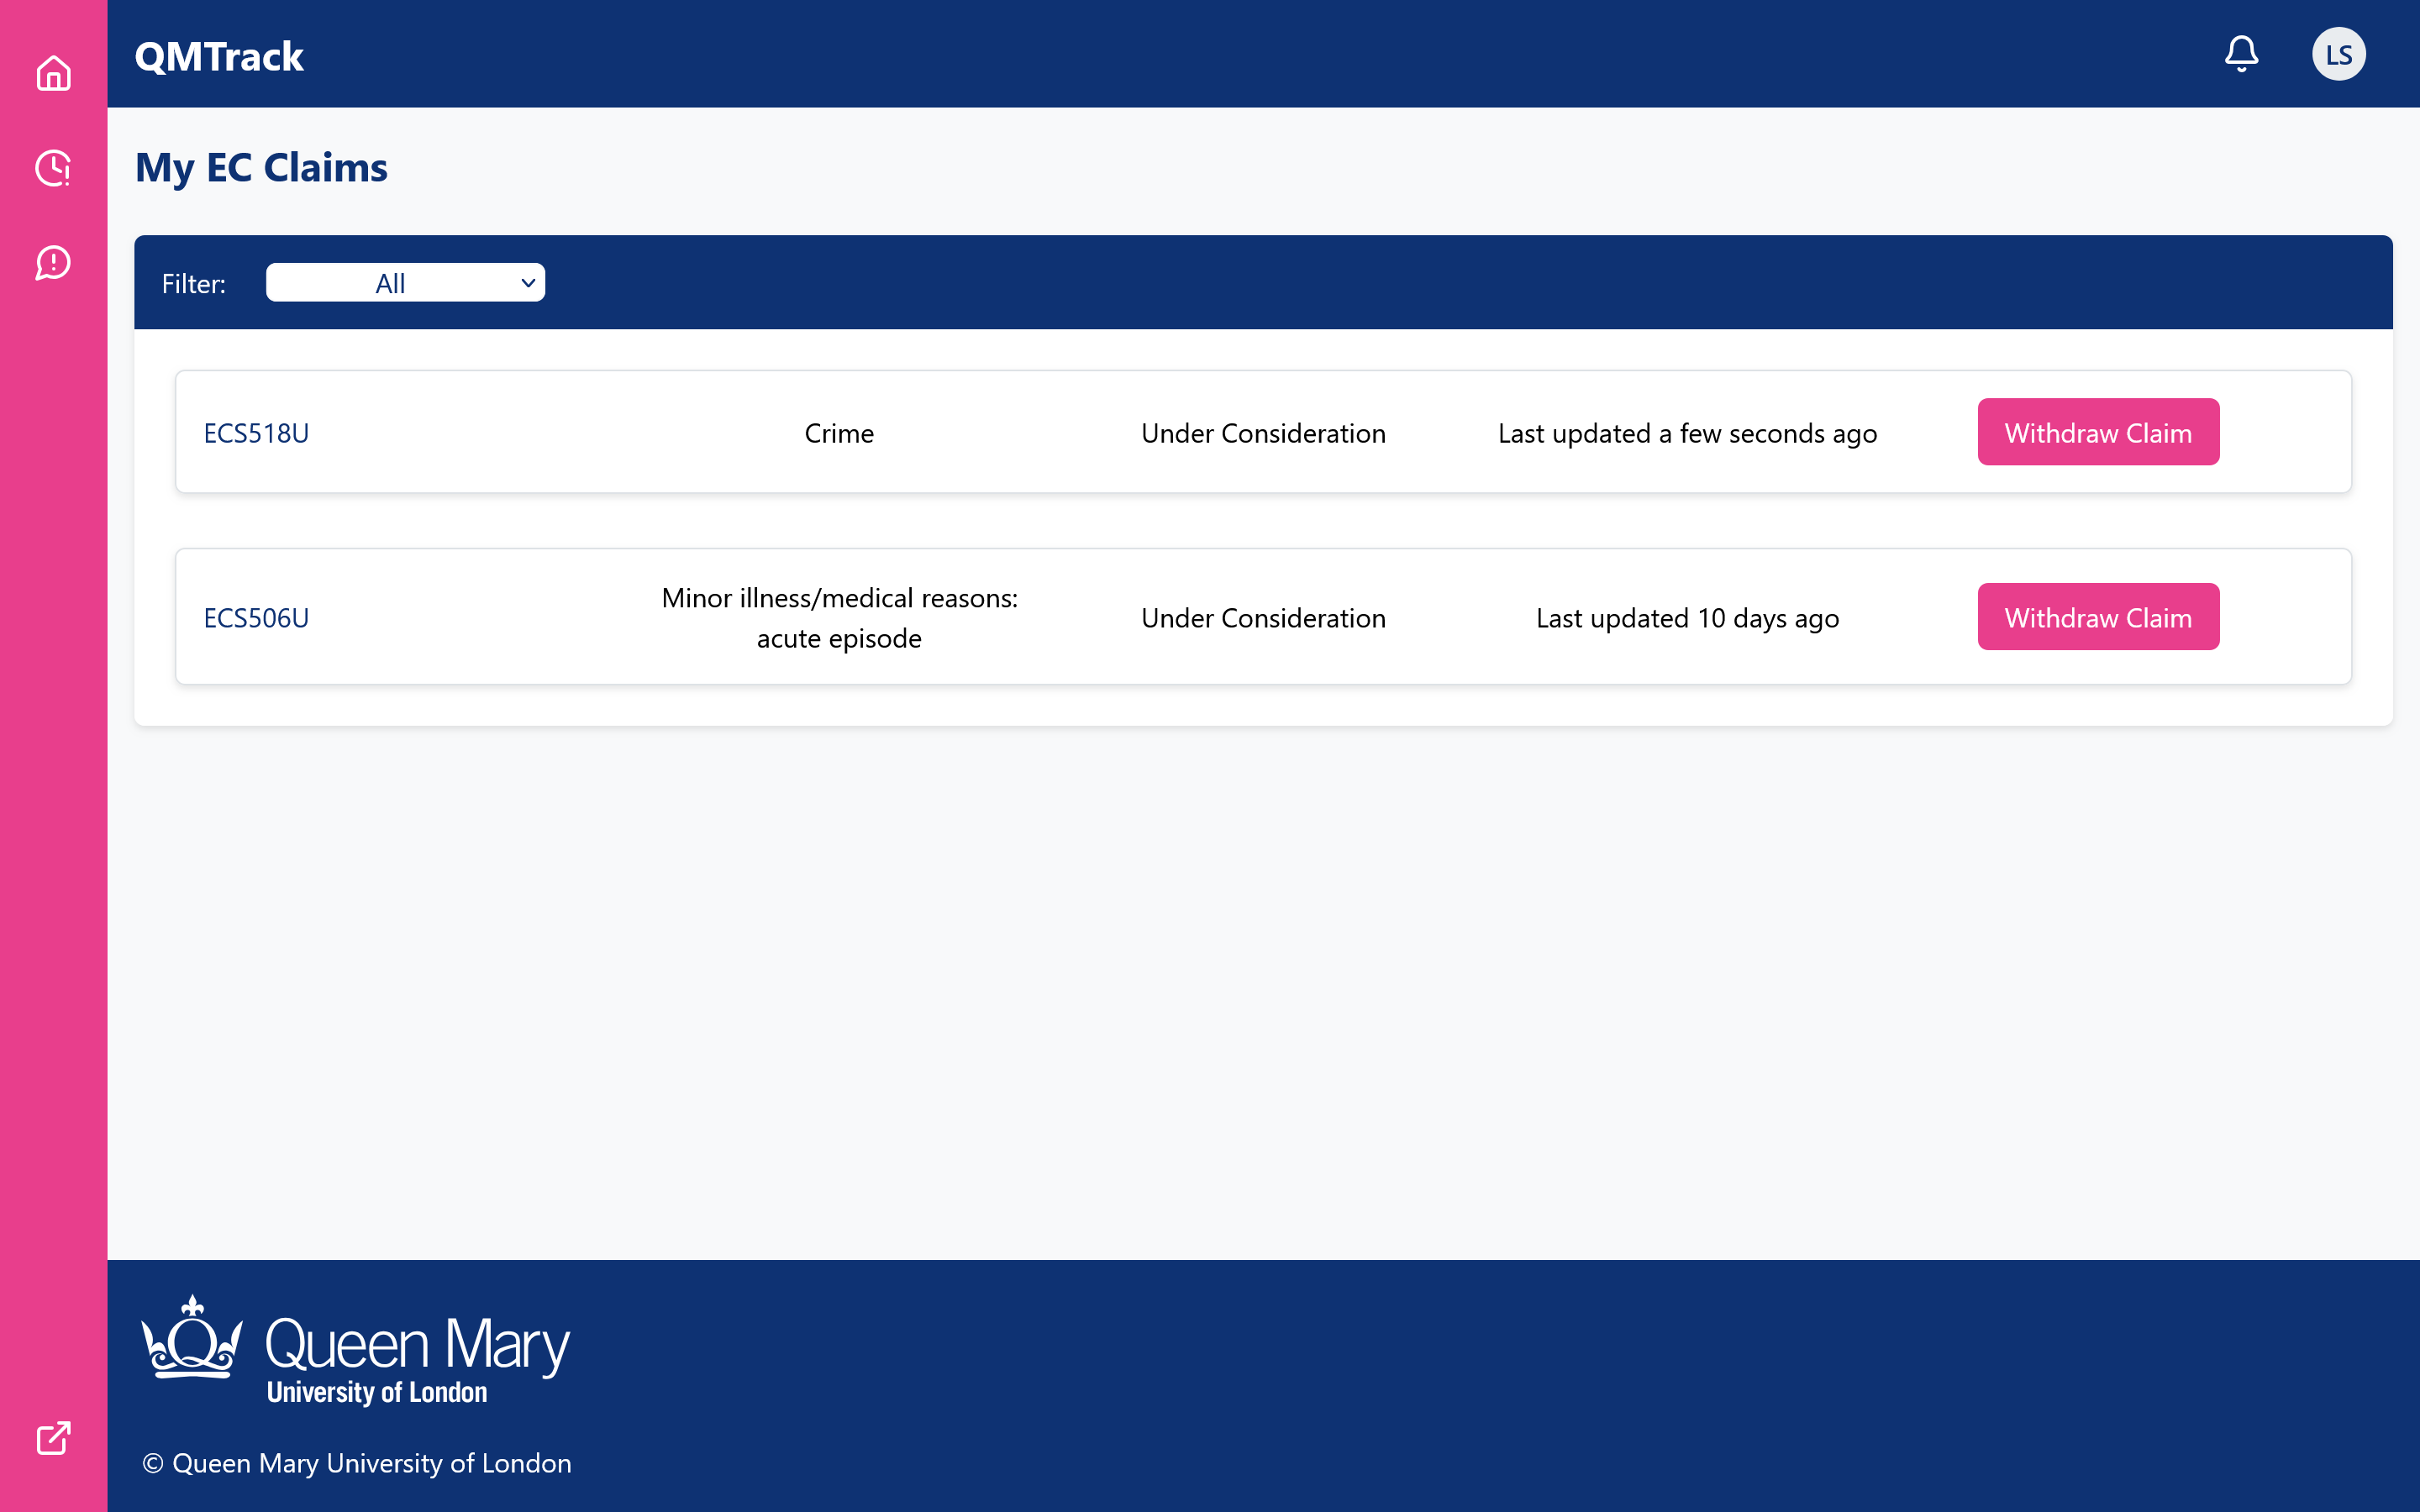 QMTrack
LS
My EC Claims
Filter:
All
ECS518U
Crime
Under Consideration
Last updated a few seconds ago
Withdraw Claim
ECS506U
Minor illness/medical reasons:
acute episode
Under Consideration
Last updated 10 days ago
Withdraw Claim
Queen Mary
University of London
© Queen Mary University of London